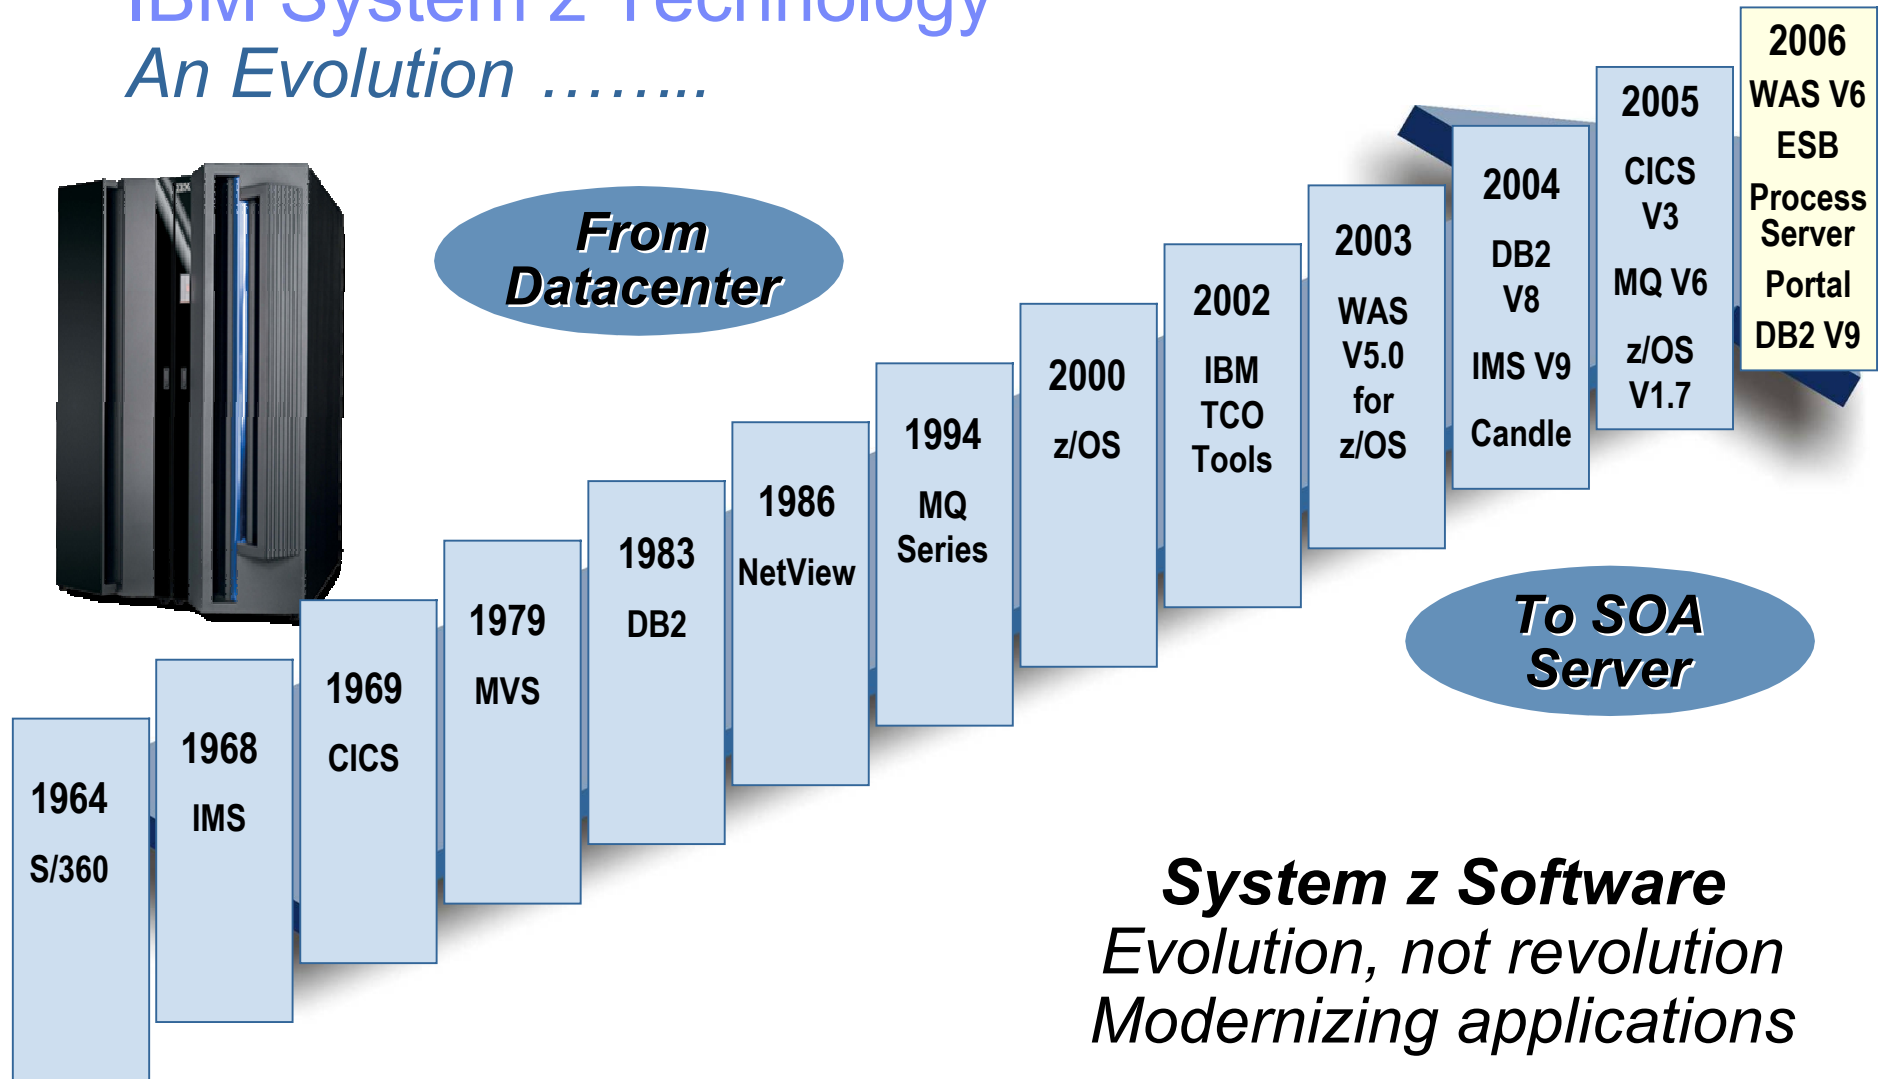 IBM System z Technology
An Evolution ……..
From
Datacenter
1964
S/360
1968
IMS
1969
CICS
1979
MVS
1983
DB2
1986
NetView
1994
MQ
Series
2000
z/OS
2002
IBM
TCO
Tools
2003
WAS
V5.0
for
z/OS
2004
DB2
V8
IMS V9
Candle
2005
CICS
V3
MQ V6
z/OS
V1.7
2006
WAS V6
ESB
Process
Server
Portal
DB2 V9
To SOA
Server
System z Software
Evolution, not revolution
Modernizing applications